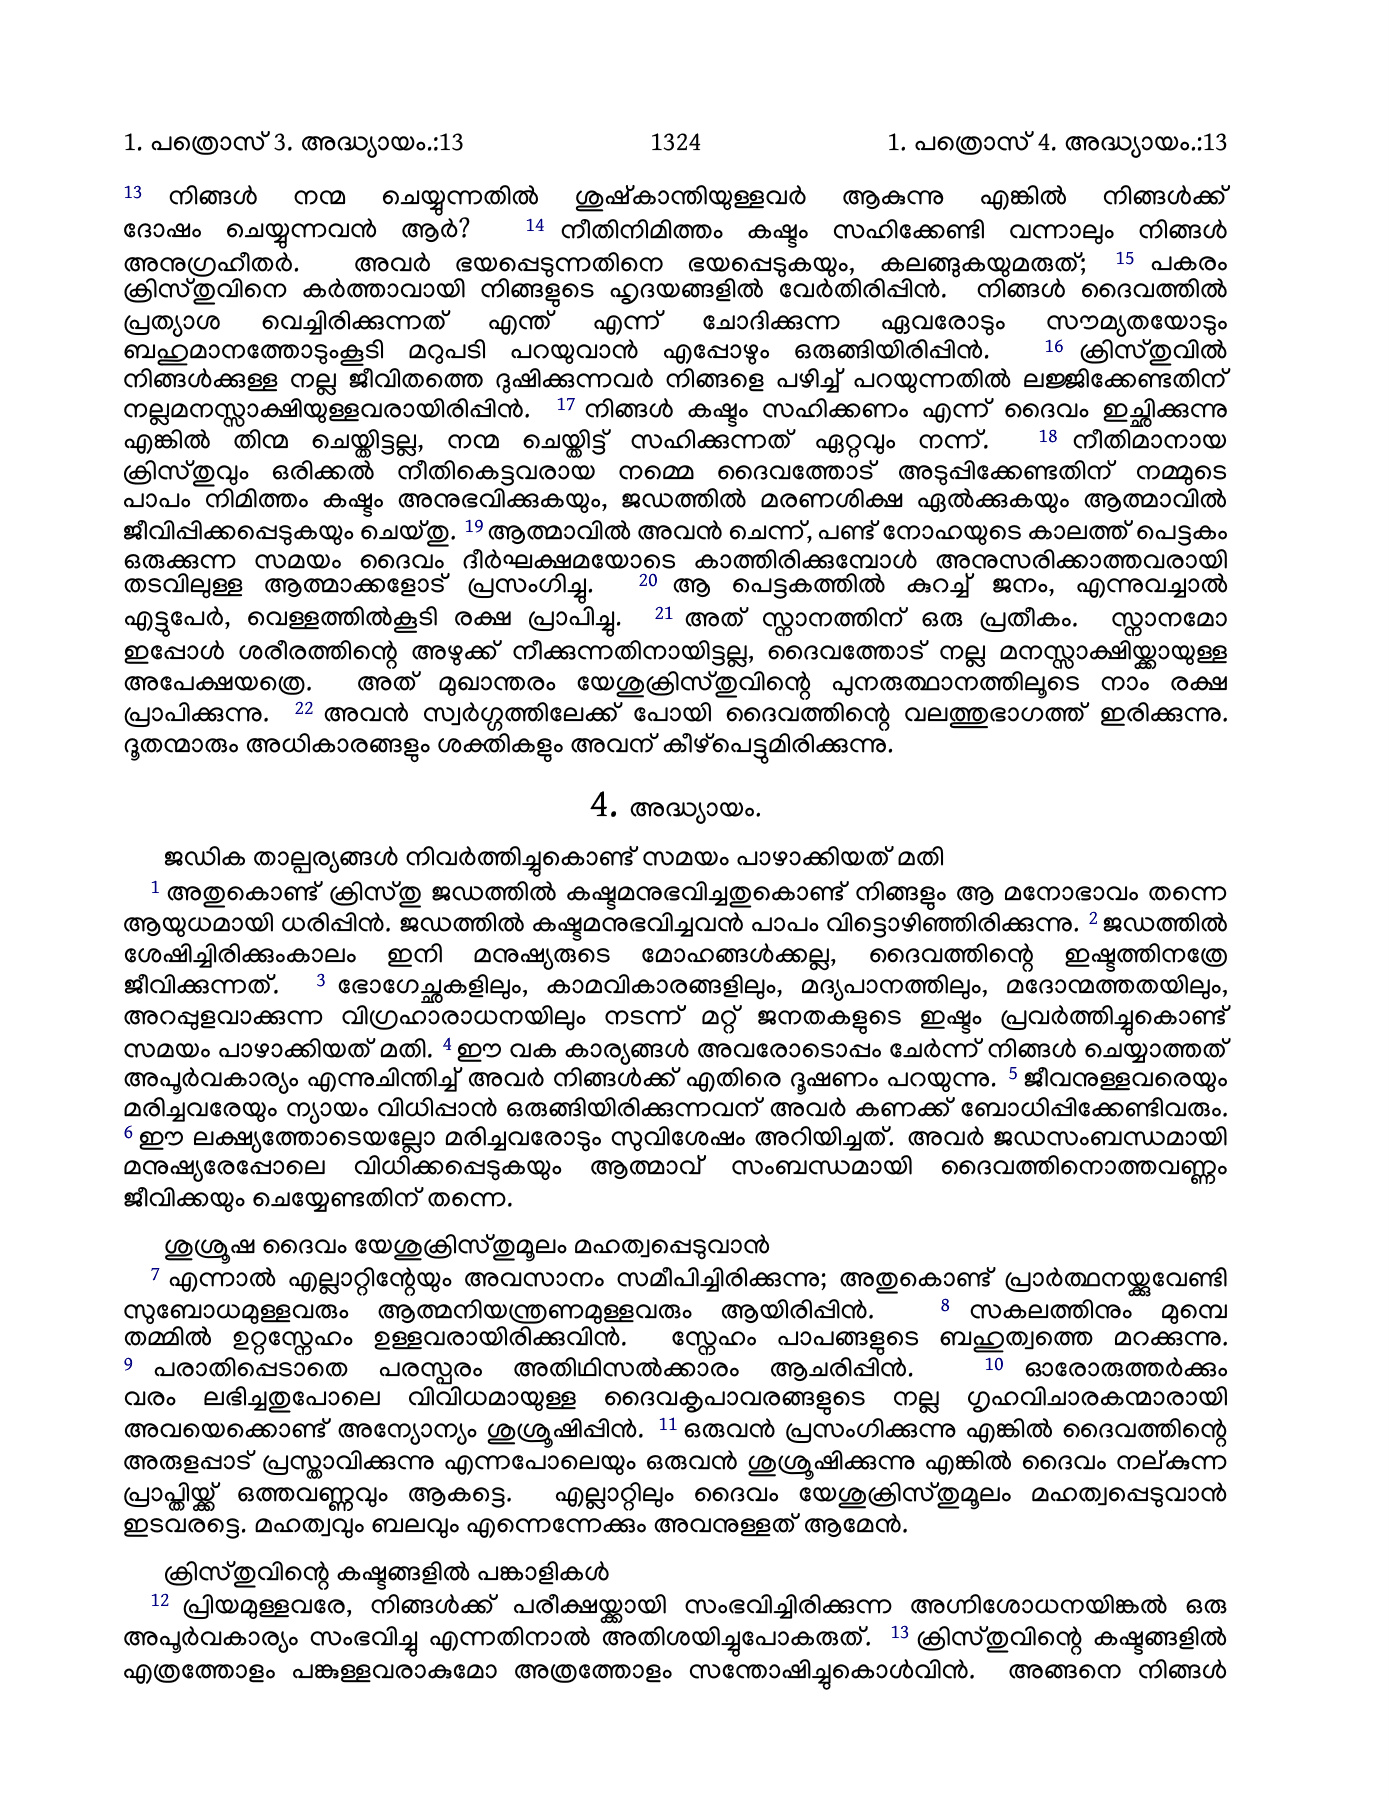 1. പത്രൊസ് 3. അദ്ധ്യായം.:13 1324 1. പത്രൊസ് 4. അദ്ധ്യായം.:13
13 നിങ്ങൾ നന്മ ചെയ്യുന്നതിൽ ശുഷ്കാന്തിയുള്ളവർ ആകുന്നു എങ്കിൽ നിങ്ങൾക്ക്
ദോഷം ചെയ്യുന്നവൻ ആർ? 14 നീതിനിമിത്തം കഷ്ടം സഹിക്കേണ്ടി വന്നാലും നിങ്ങൾ
അനുഗ്രഹീതർ. അവർ ഭയപ്പെടുന്നതിനെ ഭയപ്പെടുകയും, കലങ്ങുകയുമരുത്; 15 പകരം
ക്രിസ്തുവിനെ കർത്താവായി നിങ്ങളുടെ ഹൃദയങ്ങളിൽ വേർതിരിപ്പിൻ. നിങ്ങൾ ദൈവത്തിൽ
പ്രത്യാശ വെച്ചിരിക്കുന്നത് എന്ത് എന്ന് ചോദിക്കുന്ന ഏവരോടും സൗമ്യതയോടും
ബഹുമാനത്തോടുംകൂടി മറുപടി പറയുവാൻ എപ്പോഴും ഒരുങ്ങിയിരിപ്പിൻ. 16 ക്രിസ്തുവിൽ
നിങ്ങൾക്കുള്ള നല്ല ജീവിതത്തെ ദുഷിക്കുന്നവർ നിങ്ങളെ പഴിച്ച് പറയുന്നതിൽ ലജ്ജിക്കേണ്ടതിന്
നല്ലമനസ്സാക്ഷിയുള്ളവരായിരിപ്പിൻ. 17 നിങ്ങൾ കഷ്ടം സഹിക്കണം എന്ന് ദൈവം ഇച്ഛിക്കുന്നു
എങ്കിൽ തിന്മ ചെയ്തിട്ടല്ല, നന്മ ചെയ്തിട്ട് സഹിക്കുന്നത് ഏറ്റവും നന്ന്. 18 നീതിമാനായ
ക്രിസ്തുവും ഒരിക്കൽ നീതികെട്ടവരായ നമ്മെ ദൈവത്തോട് അടുപ്പിക്കേണ്ടതിന് നമ്മുടെ
പാപം നിമിത്തം കഷ്ടം അനുഭവിക്കുകയും, ജഡത്തിൽ മരണശിക്ഷ ഏൽക്കുകയും ആത്മാവിൽ
ജീവിപ്പിക്കപ്പെടുകയും ചെയ്തു. 19 ആത്മാവിൽ അവൻ ചെന്ന്, പണ്ട് നോഹയുടെ കാലത്ത് പെട്ടകം
ഒരുക്കുന്ന സമയം ദൈവം ദീർഘക്ഷമയോടെ കാത്തിരിക്കുമ്പോൾ അനുസരിക്കാത്തവരായി
തടവിലുള്ള ആത്മാക്കളോട് പ്രസംഗിച്ചു. 20 ആ പെട്ടകത്തിൽ കുറച്ച് ജനം, എന്നുവച്ചാൽ
എട്ടുപേർ, വെള്ളത്തിൽകൂടി രക്ഷ പ്രാപിച്ചു. 21 അത് സ്നാനത്തിന് ഒരു പ്രതീകം. സ്നാനമോ
ഇപ്പോൾ ശരീരത്തിന്റെ അഴുക്ക് നീക്കുന്നതിനായിട്ടല്ല, ദൈവത്തോട് നല്ല മനസ്സാക്ഷിയ്ക്കായുള്ള
അപേക്ഷയത്രെ. അത് മുഖാന്തരം യേശുക്രിസ്തുവിന്റെ പുനരുത്ഥാനത്തിലൂടെ നാം രക്ഷ
പ്രാപിക്കുന്നു. 22 അവൻ സ്വർഗ്ഗത്തിലേക്ക് പോയി ദൈവത്തിന്റെ വലത്തുഭാഗത്ത് ഇരിക്കുന്നു.
ദൂതന്മാരും അധികാരങ്ങളും ശക്തികളും അവന് കീഴ്പെട്ടുമിരിക്കുന്നു.
4. അദ്ധ്യായം.
ജഡിക താല്പര്യങ്ങൾ നിവർത്തിച്ചുകൊണ്ട് സമയം പാഴാക്കിയത് മതി
1 അതുകൊണ്ട് ക്രിസ്തു ജഡത്തിൽ കഷ്ടമനുഭവിച്ചതുകൊണ്ട് നിങ്ങളും ആ മനോഭാവം തന്നെ
ആയുധമായി ധരിപ്പിൻ. ജഡത്തിൽ കഷ്ടമനുഭവിച്ചവൻ പാപം വിട്ടൊഴിഞ്ഞിരിക്കുന്നു. 2 ജഡത്തിൽ
ശേഷിച്ചിരിക്കുംകാലം ഇനി മനുഷ്യരുടെ മോഹങ്ങൾക്കല്ല, ദൈവത്തിന്റെ ഇഷ്ടത്തിനത്രേ
ജീവിക്കുന്നത്. 3 ഭോഗേച്ഛകളിലും, കാമവികാരങ്ങളിലും, മദ്യപാനത്തിലും, മദോന്മത്തതയിലും,
അറപ്പുളവാക്കുന്ന വിഗ്രഹാരാധനയിലും നടന്ന് മറ്റ് ജനതകളുടെ ഇഷ്ടം പ്രവർത്തിച്ചുകൊണ്ട്
സമയം പാഴാക്കിയത് മതി. 4 ഈ വക കാര്യങ്ങൾ അവരോടൊപ്പം ചേർന്ന് നിങ്ങൾ ചെയ്യാത്തത്
അപൂർവകാര്യം എന്നുചിന്തിച്ച് അവർ നിങ്ങൾക്ക് എതിരെ ദൂഷണം പറയുന്നു. 5 ജീവനുള്ളവരെയും
മരിച്ചവരേയും ന്യായം വിധിപ്പാൻ ഒരുങ്ങിയിരിക്കുന്നവന് അവർ കണക്ക് ബോധിപ്പിക്കേണ്ടിവരും.
6 ഈ ലക്ഷ്യത്തോടെയല്ലോ മരിച്ചവരോടും സുവിശേഷം അറിയിച്ചത്. അവർ ജഡസംബന്ധമായി
മനുഷ്യരേപ്പോലെ വിധിക്കപ്പെടുകയും ആത്മാവ് സംബന്ധമായി ദൈവത്തിനൊത്തവണ്ണം
ജീവിക്കയും ചെയ്യേണ്ടതിന് തന്നെ.
ശുശ്രൂഷ ദൈവം യേശുക്രിസ്തുമൂലം മഹത്വപ്പെടുവാൻ
7 എന്നാൽ എല്ലാറ്റിന്റേയും അവസാനം സമീപിച്ചിരിക്കുന്നു; അതുകൊണ്ട് പ്രാർത്ഥനയ്ക്കുവേണ്ടി
സുബോധമുള്ളവരും ആത്മനിയന്ത്രണമുള്ളവരും ആയിരിപ്പിൻ. 8 സകലത്തിനും മുമ്പെ
തമ്മിൽ ഉറ്റസ്നേഹം ഉള്ളവരായിരിക്കുവിൻ. സ്നേഹം പാപങ്ങളുടെ ബഹുത്വത്തെ മറക്കുന്നു.
9 പരാതിപ്പെടാതെ പരസ്പരം അതിഥിസൽക്കാരം ആചരിപ്പിൻ. 10 ഓരോരുത്തർക്കും
വരം ലഭിച്ചതുപോലെ വിവിധമായുള്ള ദൈവകൃപാവരങ്ങളുടെ നല്ല ഗൃഹവിചാരകന്മാരായി
അവയെക്കൊണ്ട് അന്യോന്യം ശുശ്രൂഷിപ്പിൻ. 11 ഒരുവൻ പ്രസംഗിക്കുന്നു എങ്കിൽ ദൈവത്തിന്റെ
അരുളപ്പാട് പ്രസ്താവിക്കുന്നു എന്നപോലെയും ഒരുവൻ ശുശ്രൂഷിക്കുന്നു എങ്കിൽ ദൈവം നല്കുന്ന
പ്രാപ്തിയ്ക്ക് ഒത്തവണ്ണവും ആകട്ടെ. എല്ലാറ്റിലും ദൈവം യേശുക്രിസ്തുമൂലം മഹത്വപ്പെടുവാൻ
ഇടവരട്ടെ. മഹത്വവും ബലവും എന്നെന്നേക്കും അവനുള്ളത് ആമേൻ.
ക്രിസ്തുവിന്റെ കഷ്ടങ്ങളിൽ പങ്കാളികൾ
12 പ്രിയമുള്ളവരേ, നിങ്ങൾക്ക് പരീക്ഷയ്ക്കായി സംഭവിച്ചിരിക്കുന്ന അഗ്നിശോധനയിങ്കൽ ഒരു
അപൂർവകാര്യം സംഭവിച്ചു എന്നതിനാൽ അതിശയിച്ചുപോകരുത്. 13 ക്രിസ്തുവിന്റെ കഷ്ടങ്ങളിൽ
എത്രത്തോളം പങ്കുള്ളവരാകുമോ അത്രത്തോളം സന്തോഷിച്ചുകൊൾവിൻ. അങ്ങനെ നിങ്ങൾ